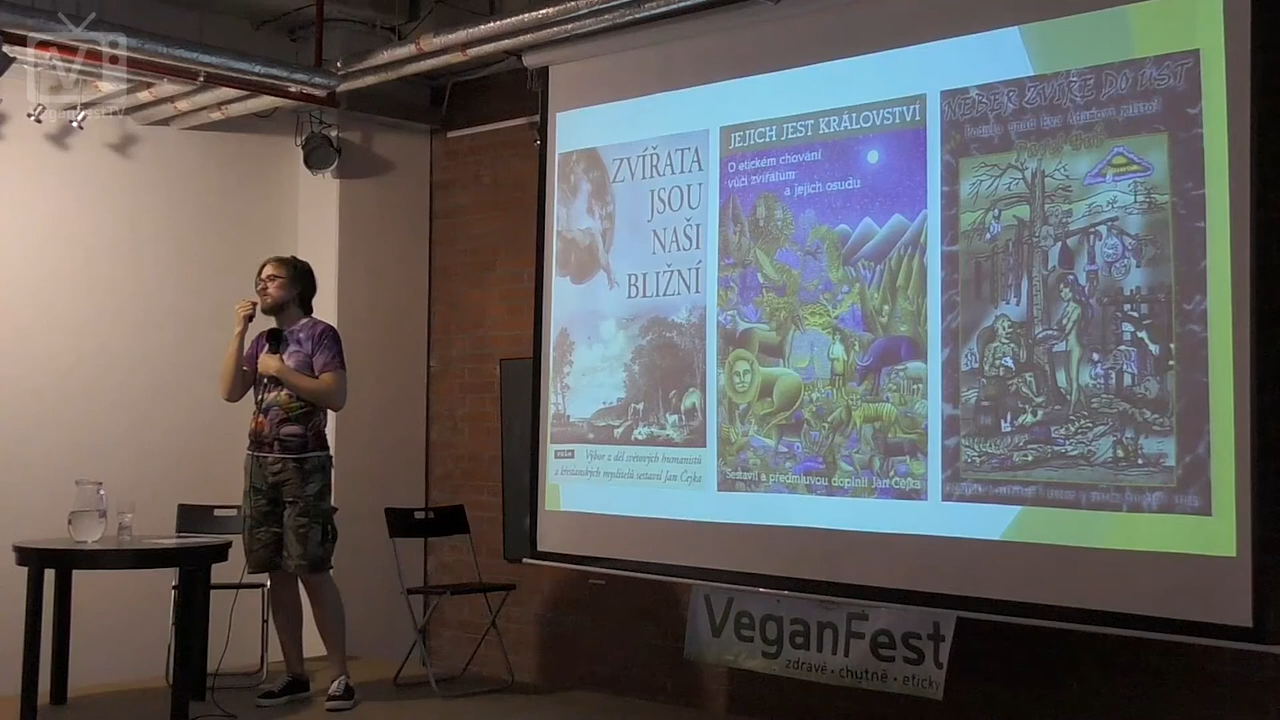 VeganFestTV
ZVÍŘATA
JSOU
NAŠI
BLIŽNÍ
Výbor z děl světových humanistů
a křesťanských myslitelů sestavil Jan Čejka
JEJICH JEST KRÁLOVSTVÍ
O etickém chování
vůči zvířatům
a jejich osudu
Sestavil a předmluvou doplnil Jan Čejka
NEBER ZVÍŘE DO ÚST
VeganFest
zdravě • chutně • eticky